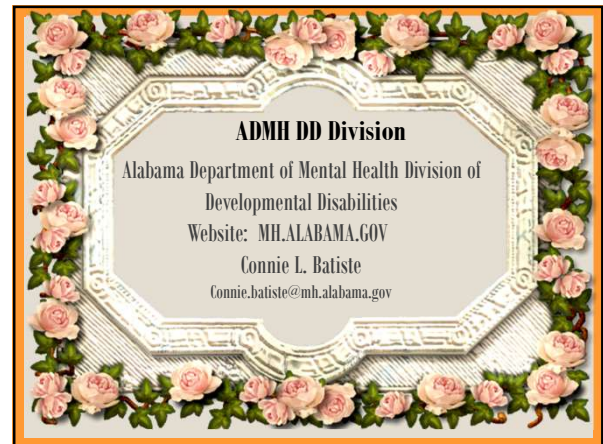 ADMH DD Division
Alabama Department of Mental Health Division of
Developmental Disabilities
Website: MH.ALABAMA.GOV
Connie L. Batiste
Connie.batiste@mh.alabama.gov